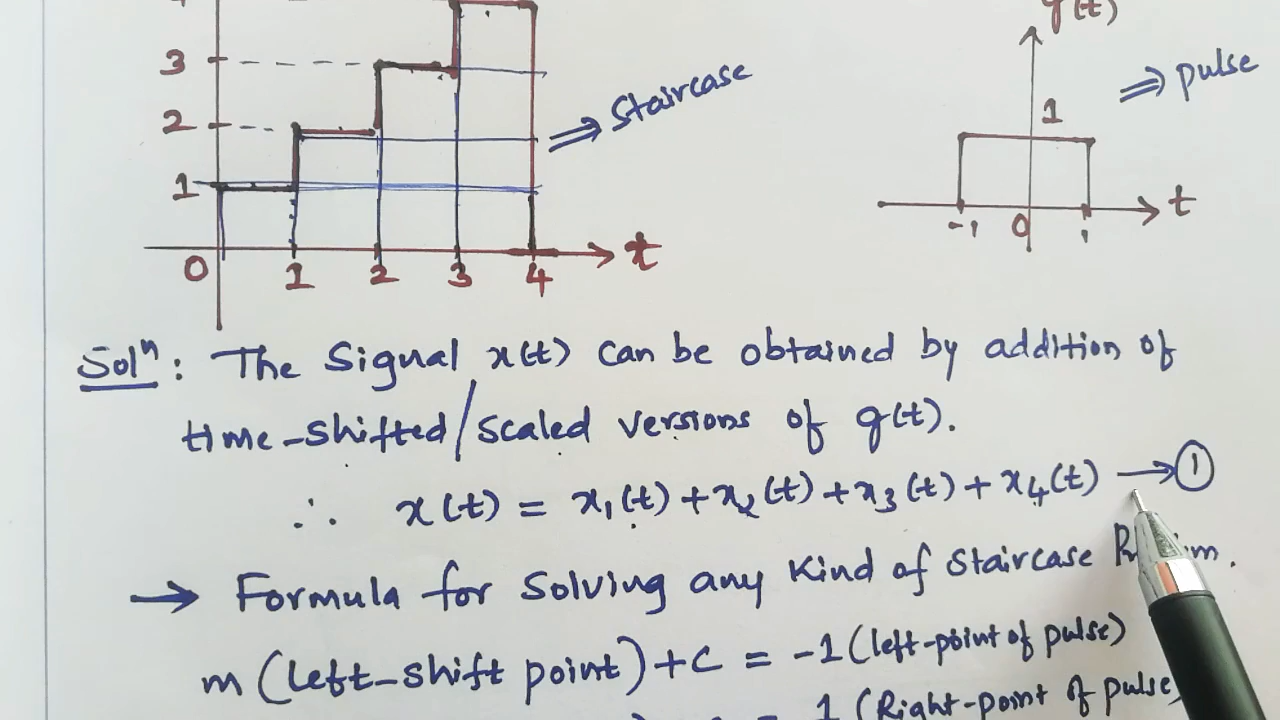 g(t)
3
2
1
0 1 2 3 4 t
⇒ Staircase
⇒ pulse
1
-1 0 1 t
Solⁿ: The Signal x(t) can be obtained by addition of
time-shifted/scaled versions of g(t).
∴ x(t) = x₁(t) + x₂(t) + x₃(t) + x₄(t) → ①
→ Formula for Solving any kind of Staircase
m (left-shift point) + c = -1 (left-point of pulse)
1 (Right-point of pulse)